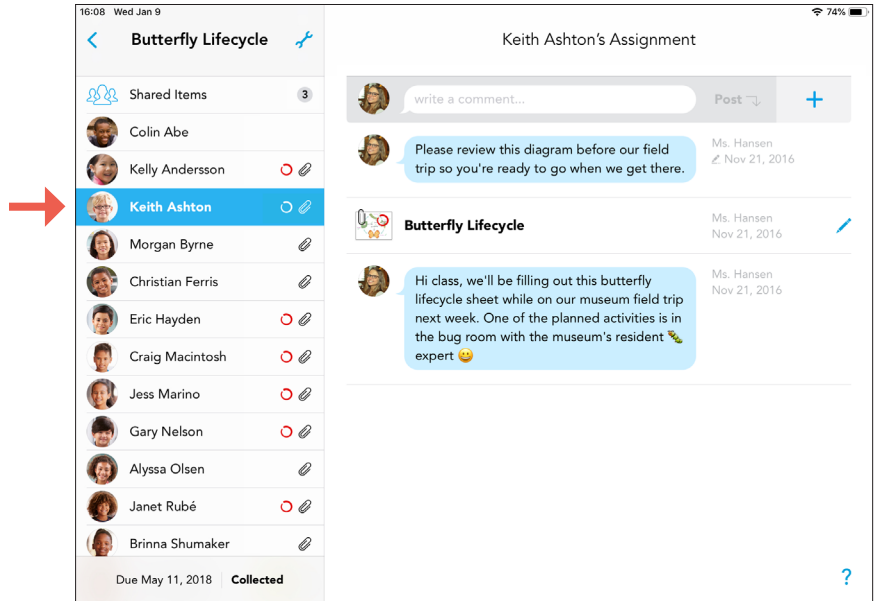 16:08 Wed Jan 9
74%
Butterfly Lifecycle
Keith Ashton's Assignment
Shared Items 3
Colin Abe
Kelly Andersson
Keith Ashton
Morgan Byrne
Christian Ferris
Eric Hayden
Craig Macintosh
Jess Marino
Gary Nelson
Alyssa Olsen
Janet Rubé
Brinna Shumaker
Due May 11, 2018 Collected
write a comment...
Post
Please review this diagram before our field
trip so you're ready to go when we get there.
Ms. Hansen
Nov 21, 2016
Butterfly Lifecycle
Ms. Hansen
Nov 21, 2016
Hi class, we'll be filling out this butterfly
lifecycle sheet while on our museum field trip
next week. One of the planned activities is in
the bug room with the museum's resident 🐛
expert 😀
Ms. Hansen
Nov 21, 2016
?